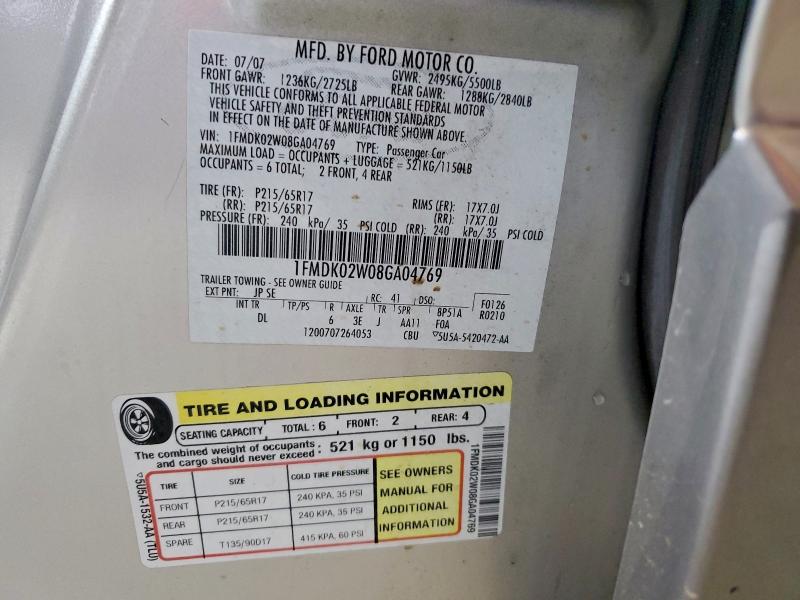 MFD. BY FORD MOTOR CO.
DATE: 07/07 GVWR: 2495KG/5500LB
FRONT GAWR: 1236KG/2725LB REAR GAWR: 1288KG/2840LB
THIS VEHICLE CONFORMS TO ALL APPLICABLE FEDERAL MOTOR
VEHICLE SAFETY AND THEFT PREVENTION STANDARDS
IN EFFECT ON THE DATE OF MANUFACTURE SHOWN ABOVE.
VIN: 1FMDK02W08GA04769 TYPE: Passenger Car
MAXIMUM LOAD = OCCUPANTS + LUGGAGE = 521KG/1150LB
OCCUPANTS = 6 TOTAL; 2 FRONT, 4 REAR
TIRE (FR): P215/65R17 RIMS (FR): 17X7.0J
(RR): P215/65R17 (RR): 17X7.0J
PRESSURE (FR): 240 kPa/ 35 PSI COLD (RR): 240 kPa/ 35 PSI COLD
1FMDK02W08GA04769
TRAILER TOWING - SEE OWNER GUIDE
EXT PNT: JP SE RC: 41 DSO: F0126
INT TR TP/PS R AXLE TR SPR BP51A R0210
DL 6 3E J AA11 FOA
1200707264053 CBU ▽5U5A-5420472-AA
TIRE AND LOADING INFORMATION
SEATING CAPACITY TOTAL : 6 FRONT: 2 REAR: 4
The combined weight of occupants
and cargo should never exceed : 521 kg or 1150 lbs.
TIRE SIZE COLD TIRE PRESSURE
FRONT P215/65R17 240 KPA, 35 PSI
REAR P215/65R17 240 KPA, 35 PSI
SPARE T135/90D17 415 KPA, 60 PSI
SEE OWNERS
MANUAL FOR
ADDITIONAL
INFORMATION
▽5U5A-1532-AA (TLU)
1FMDK02W08GA04769